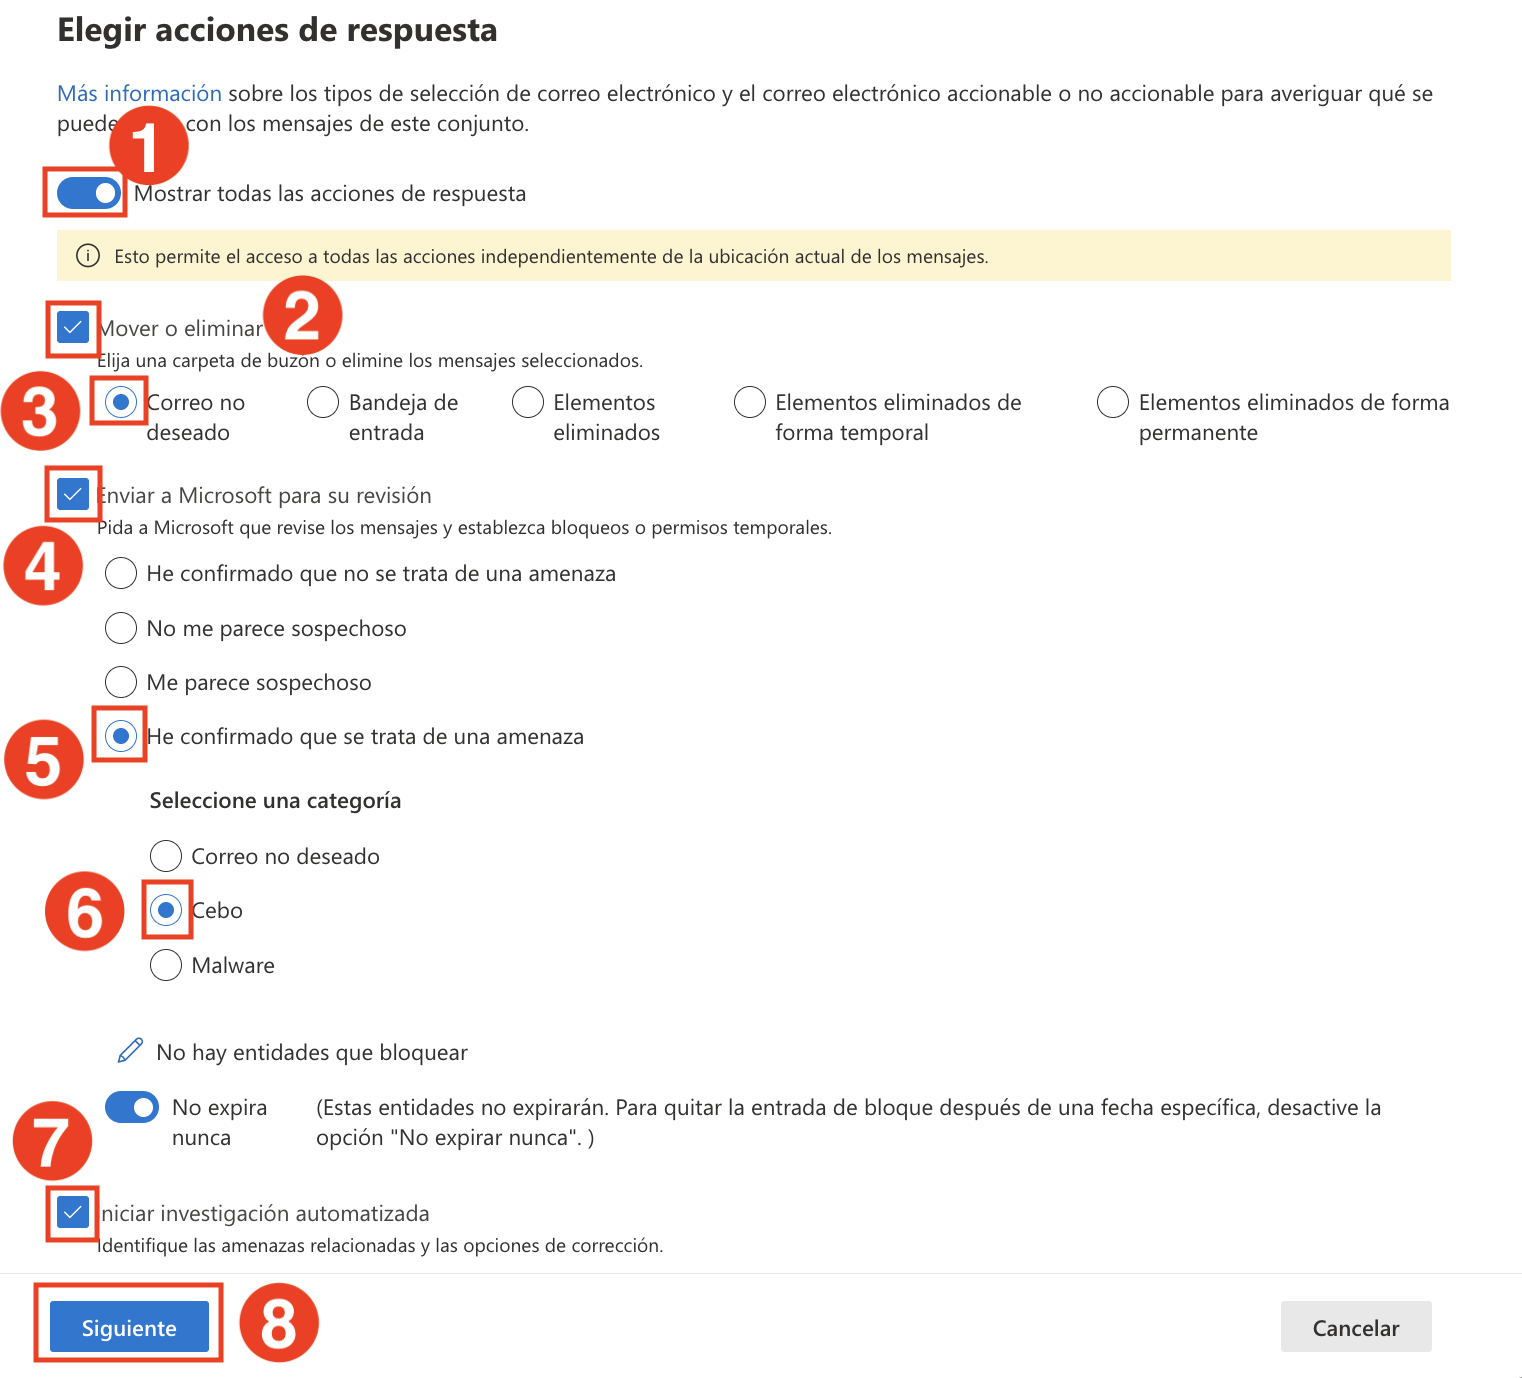 Elegir acciones de respuesta
Más información sobre los tipos de selección de correo electrónico y el correo electrónico accionable o no accionable para averiguar qué se
puede con los mensajes de este conjunto.
1
Mostrar todas las acciones de respuesta
Esto permite el acceso a todas las acciones independientemente de la ubicación actual de los mensajes.
Mover o eliminar 2
Elija una carpeta de buzón o elimine los mensajes seleccionados.
3 Correo no deseado
Bandeja de entrada
Elementos eliminados
Elementos eliminados de forma temporal
Elementos eliminados de forma permanente
Enviar a Microsoft para su revisión
Pida a Microsoft que revise los mensajes y establezca bloqueos o permisos temporales.
4
He confirmado que no se trata de una amenaza
No me parece sospechoso
Me parece sospechoso
5 He confirmado que se trata de una amenaza
Seleccione una categoría
Correo no deseado
6 Cebo
Malware
No hay entidades que bloquear
No expira nunca
(Estas entidades no expirarán. Para quitar la entrada de bloque después de una fecha específica, desactive la
opción "No expirar nunca". )
7
Iniciar investigación automatizada
Identifique las amenazas relacionadas y las opciones de corrección.
Siguiente 8
Cancelar